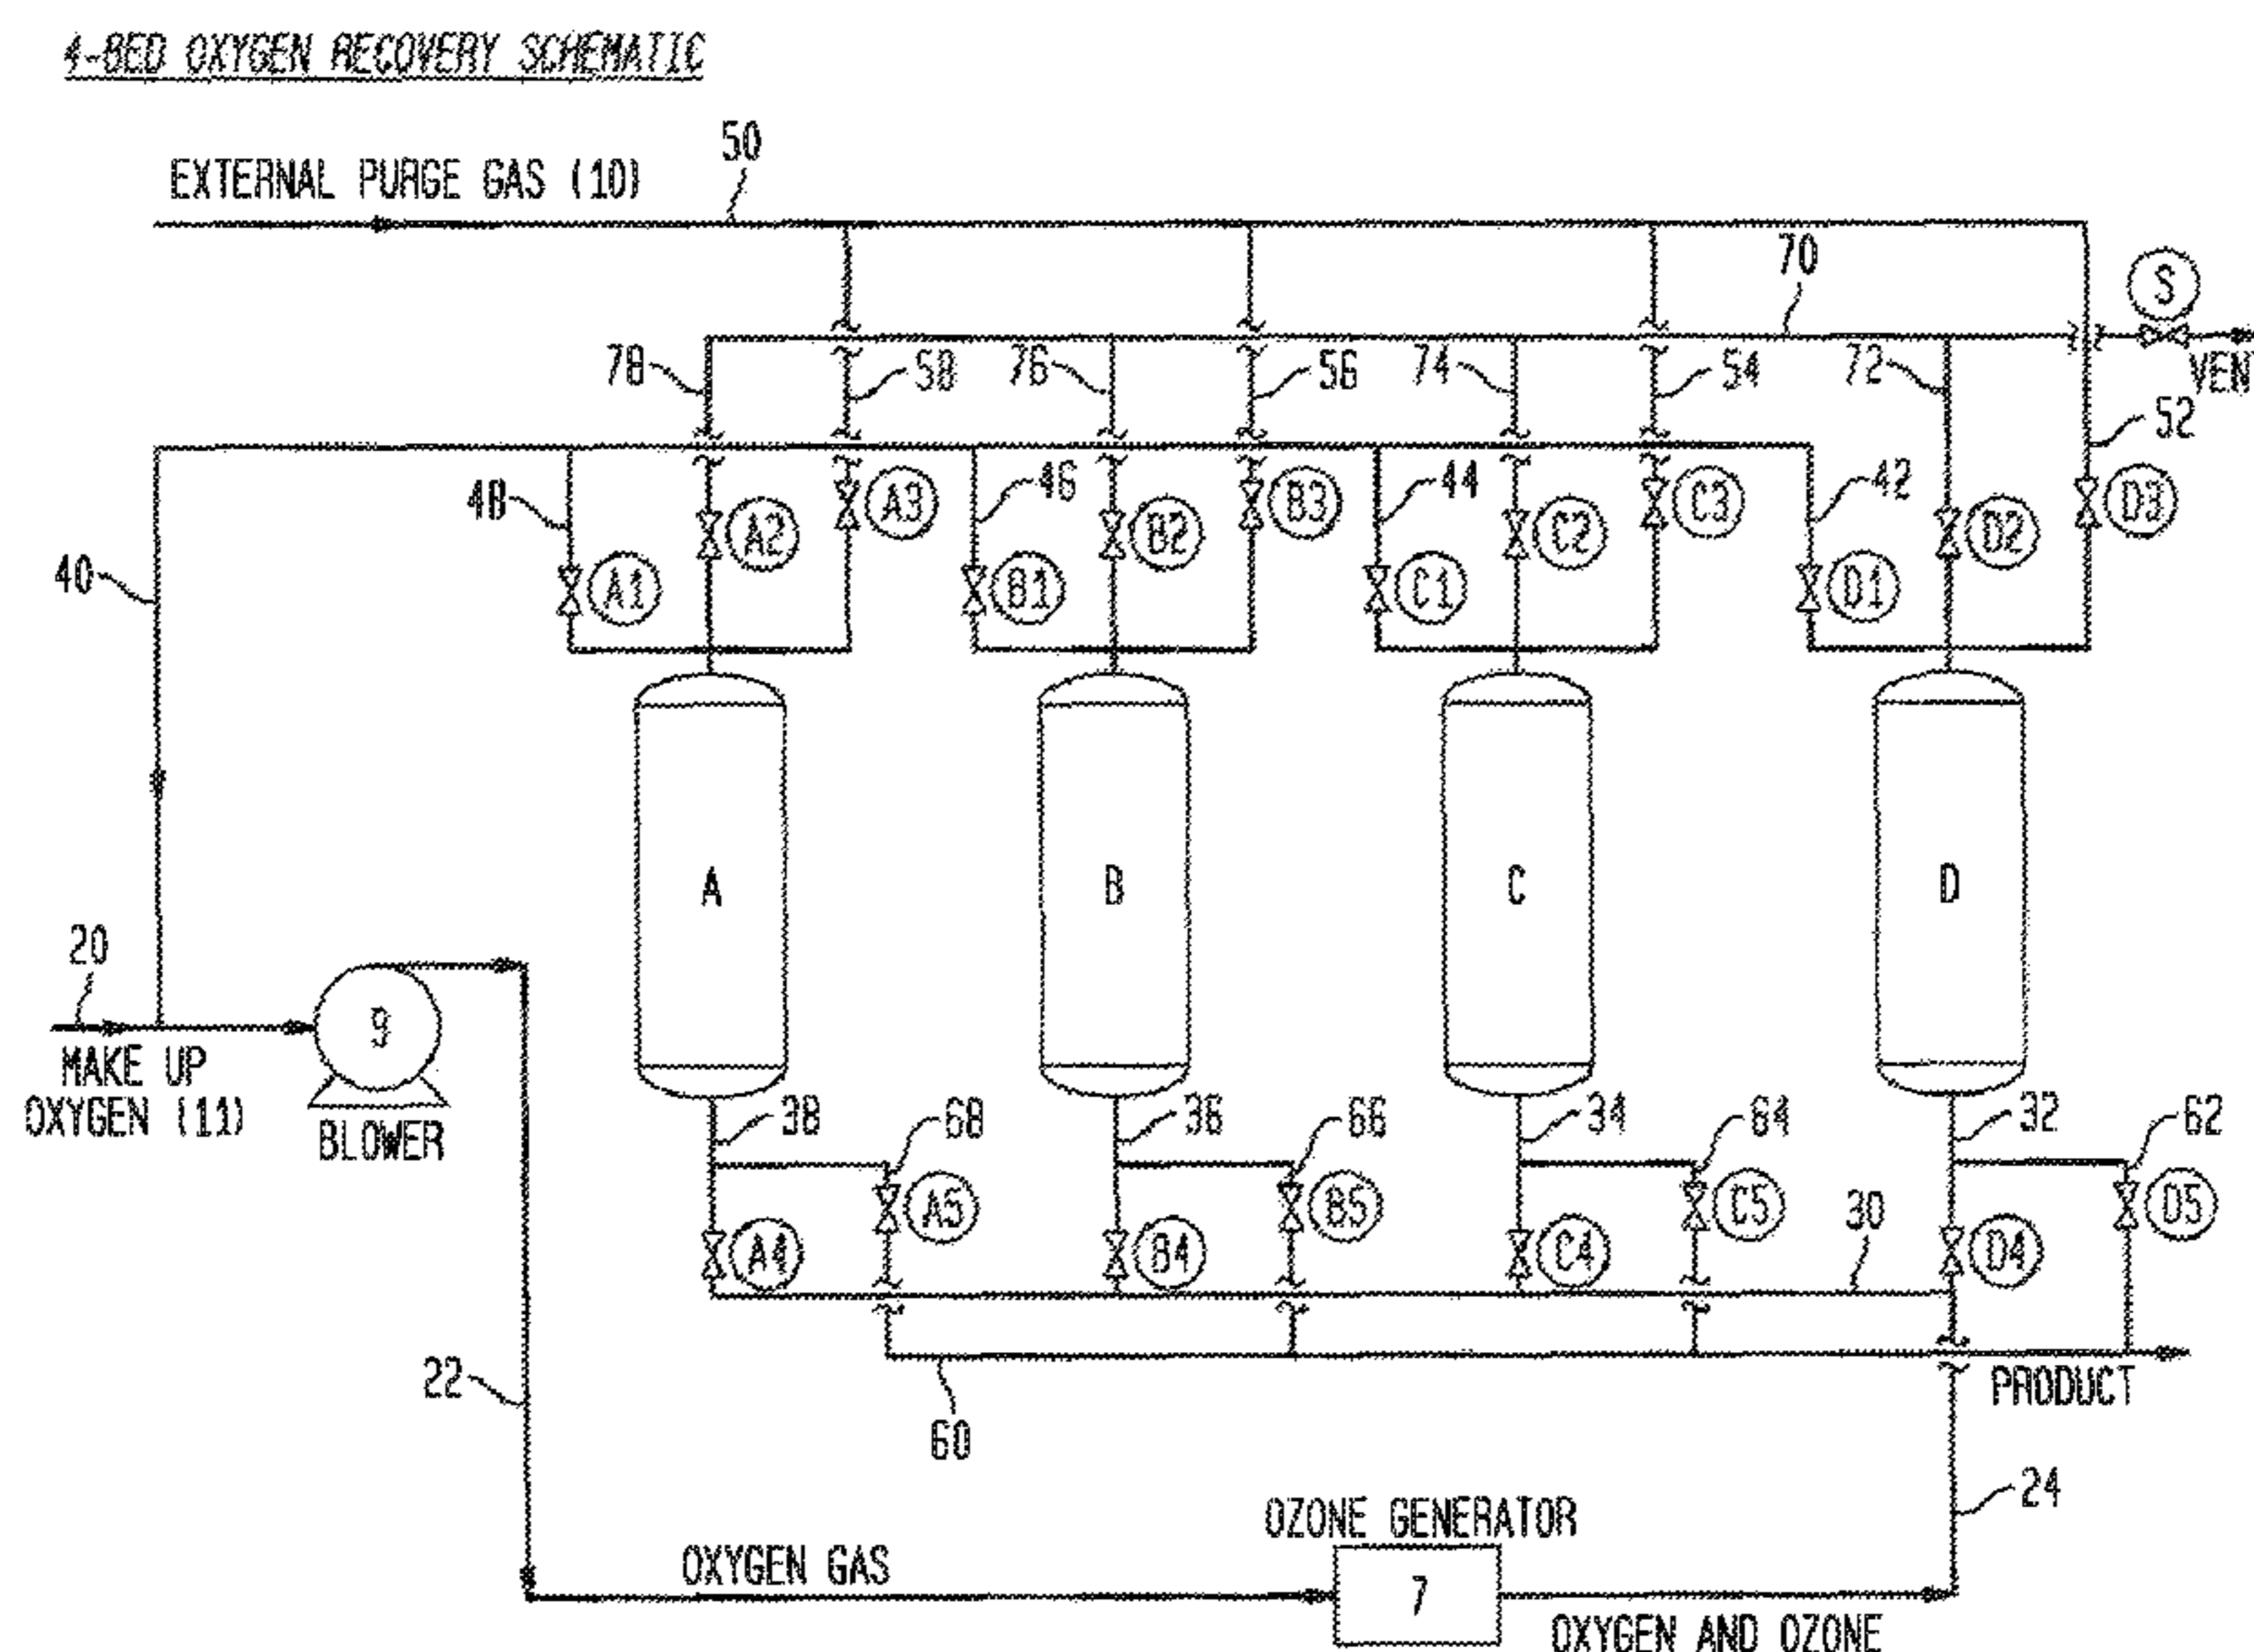 4-BED OXYGEN RECOVERY SCHEMATIC
EXTERNAL PURGE GAS (10)
50
70
S
VENT
78
58
76
56
74
54
72
52
48
A1
A2
A3
46
B1
B2
B3
44
C1
C2
C3
42
D1
D2
D3
40
A
B
C
D
20
MAKE UP
OXYGEN (11)
9
BLOWER
38
68
36
66
34
64
32
62
A4
A5
B4
B5
C4
C5
30
D4
D5
22
60
PRODUCT
24
OZONE GENERATOR
OXYGEN GAS
7
OXYGEN AND OZONE